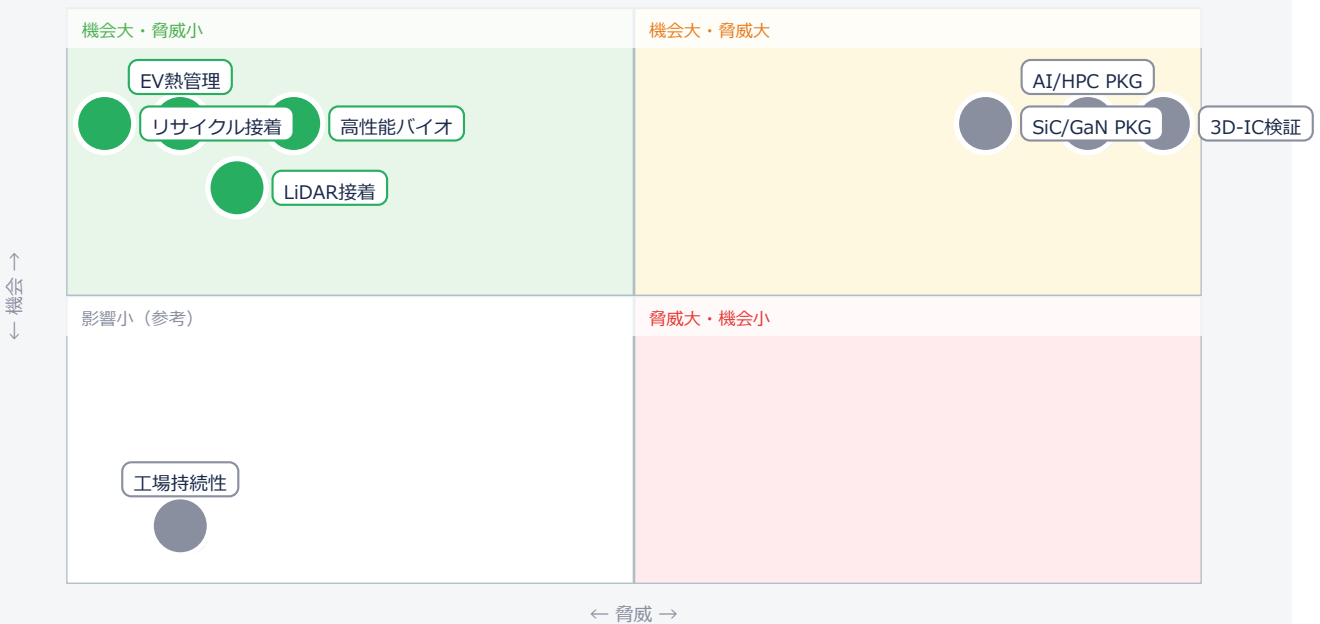 機会大・脅威小
機会大・脅威大
EV熱管理
AI/HPC PKG
リサイクル接着
高性能バイオ
SiC/GaN PKG
3D-IC検証
LiDAR接着
← 機会 →
影響小（参考）
脅威大・機会小
工場持続性
← 脅威 →